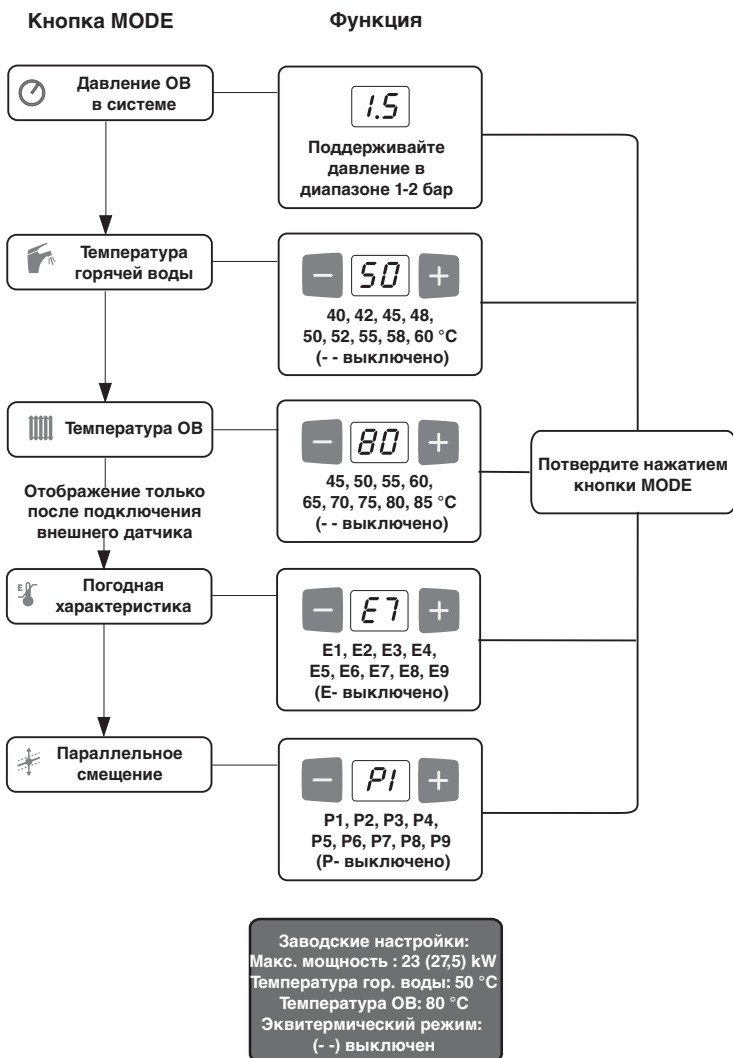 Кнопка MODE
Функция
Давление ОВ
в системе
1.5
Поддерживайте
давление в
диапазоне 1-2 бар
Температура
горячей воды
− 50 +
40, 42, 45, 48,
50, 52, 55, 58, 60 °C
(- - выключено)
Температура ОВ
− 80 +
45, 50, 55, 60,
65, 70, 75, 80, 85 °C
(- - выключено)
Потвердите нажатием
кнопки MODE
Отображение только
после подключения
внешнего датчика
E
Погодная
характеристика
− E7 +
E1, E2, E3, E4,
E5, E6, E7, E8, E9
(E- выключено)
Параллельное
смещение
− P1 +
P1, P2, P3, P4,
P5, P6, P7, P8, P9
(P- выключено)
Заводские настройки:
Макс. мощность : 23 (27,5) kW
Температура гор. воды: 50 °C
Температура ОВ: 80 °C
Эквитермический режим:
(- -) выключен